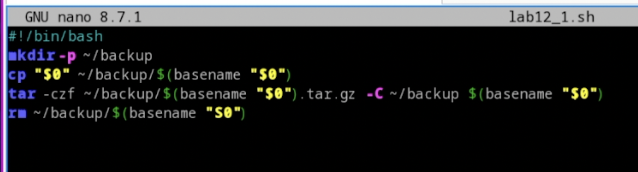 GNU nano 8.7.1 lab12_1.sh
#!/bin/bash
mkdir -p ~/backup
cp "$0" ~/backup/$(basename "$0")
tar -czf ~/backup/$(basename "$0").tar.gz -C ~/backup $(basename "$0")
rm ~/backup/$(basename "S0")